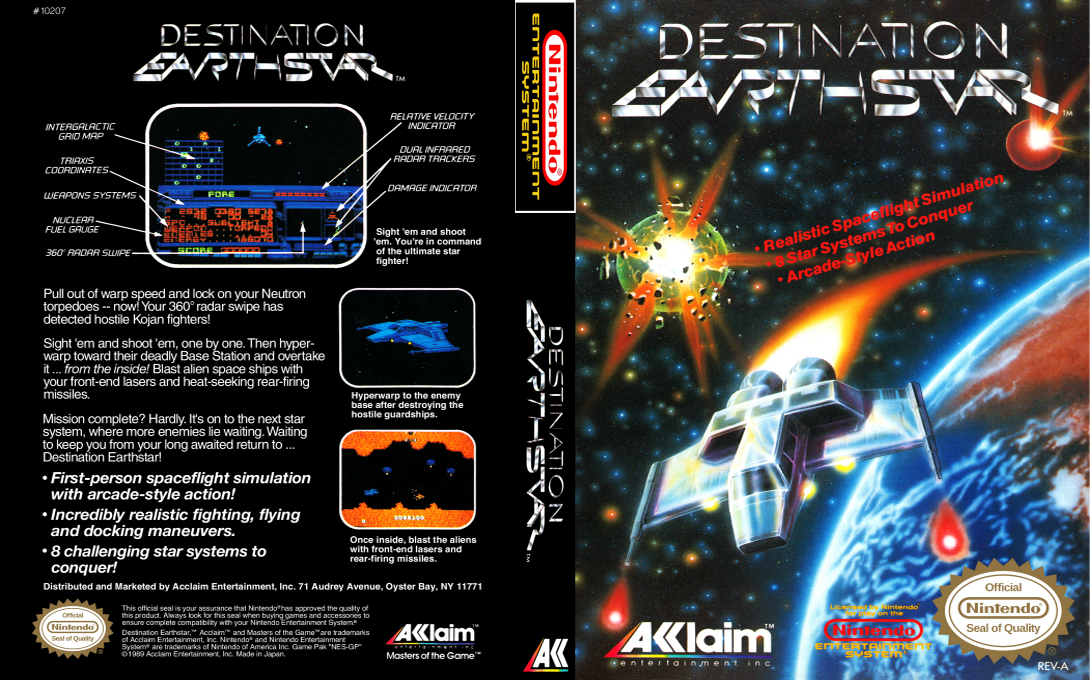 # 10207
DESTINATION
EARTHSTAR™
INTERGALACTIC
GRID MAP
TRIAXIS
COORDINATES
WEAPONS SYSTEMS
NUCLEAR
FUEL GAUGE
360° RADAR SWIPE
RELATIVE VELOCITY
INDICATOR
DUAL INFRARED
RADAR TRACKERS
DAMAGE INDICATOR
FORE
SCORE
Sight 'em and shoot
'em. You're in command
of the ultimate star
fighter!
Pull out of warp speed and lock on your Neutron
torpedoes -- now! Your 360° radar swipe has
detected hostile Kojan fighters!
Sight 'em and shoot 'em, one by one. Then hyper-
warp toward their deadly Base Station and overtake
it ... from the inside! Blast alien space ships with
your front-end lasers and heat-seeking rear-firing
missiles.
Mission complete? Hardly. It's on to the next star
system, where more enemies lie waiting. Waiting
to keep you from your long awaited return to ...
Destination Earthstar!
• First-person spaceflight simulation
with arcade-style action!
• Incredibly realistic fighting, flying
and docking maneuvers.
• 8 challenging star systems to
conquer!
Hyperwarp to the enemy
base after destroying the
hostile guardships.
Once inside, blast the aliens
with front-end lasers and
rear-firing missiles.
Distributed and Marketed by Acclaim Entertainment, Inc. 71 Audrey Avenue, Oyster Bay, NY 11771
Official
Nintendo®
Seal of Quality
This official seal is your assurance that Nintendo® has approved the quality of
this product. Always look for this seal when buying games and accessories to
ensure complete compatibility with your Nintendo Entertainment System®
Destination Earthstar,™ Acclaim™ and Masters of the Game™ are trademarks
of Acclaim Entertainment, Inc. Nintendo® and Nintendo Entertainment
System® are trademarks of Nintendo of America Inc. Game Pak "NES-GP"
©1989 Acclaim Entertainment, Inc. Made in Japan.
AKKlaim™
entertainment inc
Masters of the Game™
Nintendo®
ENTERTAINMENT
SYSTEM®
DESTINATION
EARTHSTAR™
DESTINATION
EARTHSTAR™
• Realistic Spaceflight Simulation
• 8 Star Systems To Conquer
• Arcade-Style Action
AKKlaim™
entertainment inc
Licensed by Nintendo
for play on the
Nintendo
ENTERTAINMENT
SYSTEM®
Official
Nintendo®
Seal of Quality
REV-A